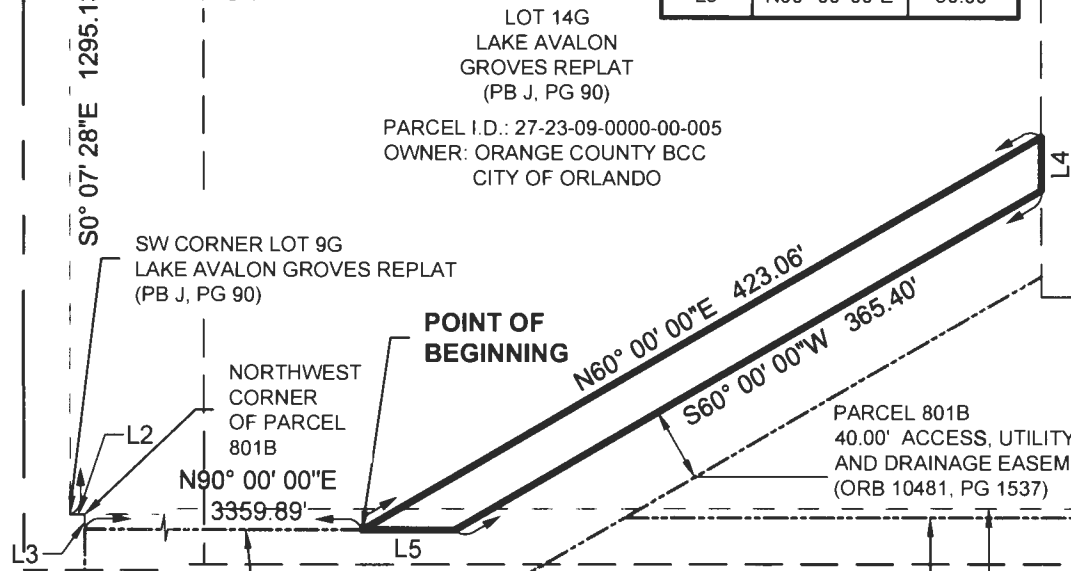 S0° 07' 28"E 1295.1
LOT 14G
LAKE AVALON
GROVES REPLAT
(PB J, PG 90)
PARCEL I.D.: 27-23-09-0000-00-005
OWNER: ORANGE COUNTY BCC
CITY OF ORLANDO
L4
SW CORNER LOT 9G
LAKE AVALON GROVES REPLAT
(PB J, PG 90)
N60° 00' 00"E 423.06'
S60° 00' 00"W 365.40'
POINT OF
BEGINNING
NORTHWEST
CORNER
OF PARCEL
801B
L2
PARCEL 801B
40.00' ACCESS, UTILITY
AND DRAINAGE EASEM
(ORB 10481, PG 1537)
N90° 00' 00"E
3359.89'
L3
L5